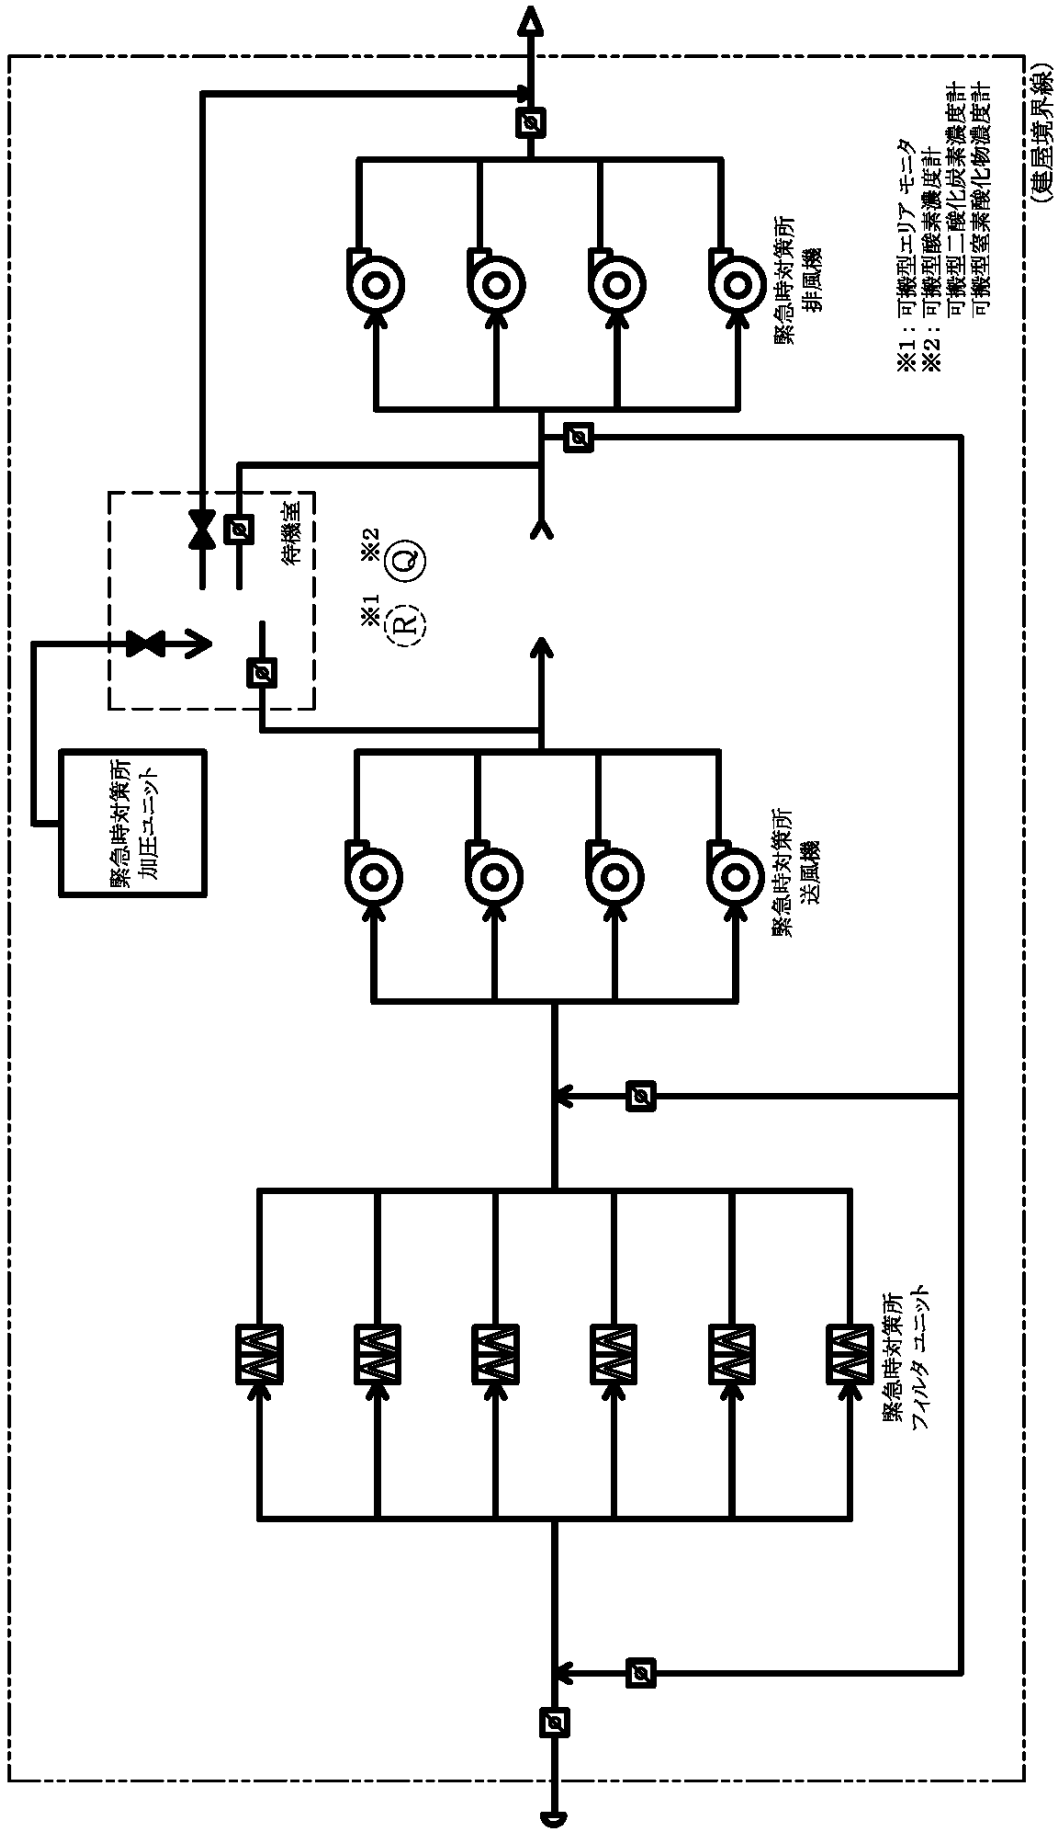 緊急時対策所
加圧ユニット
待機室
※1
※2
R
Q
緊急時対策所
フィルタ ユニット
緊急時対策所
送風機
緊急時対策所
排風機
※1：可搬型エリア モニタ
※2：可搬型酸素濃度計
可搬型二酸化炭素濃度計
可搬型窒素酸化物濃度計
(建屋境界線)